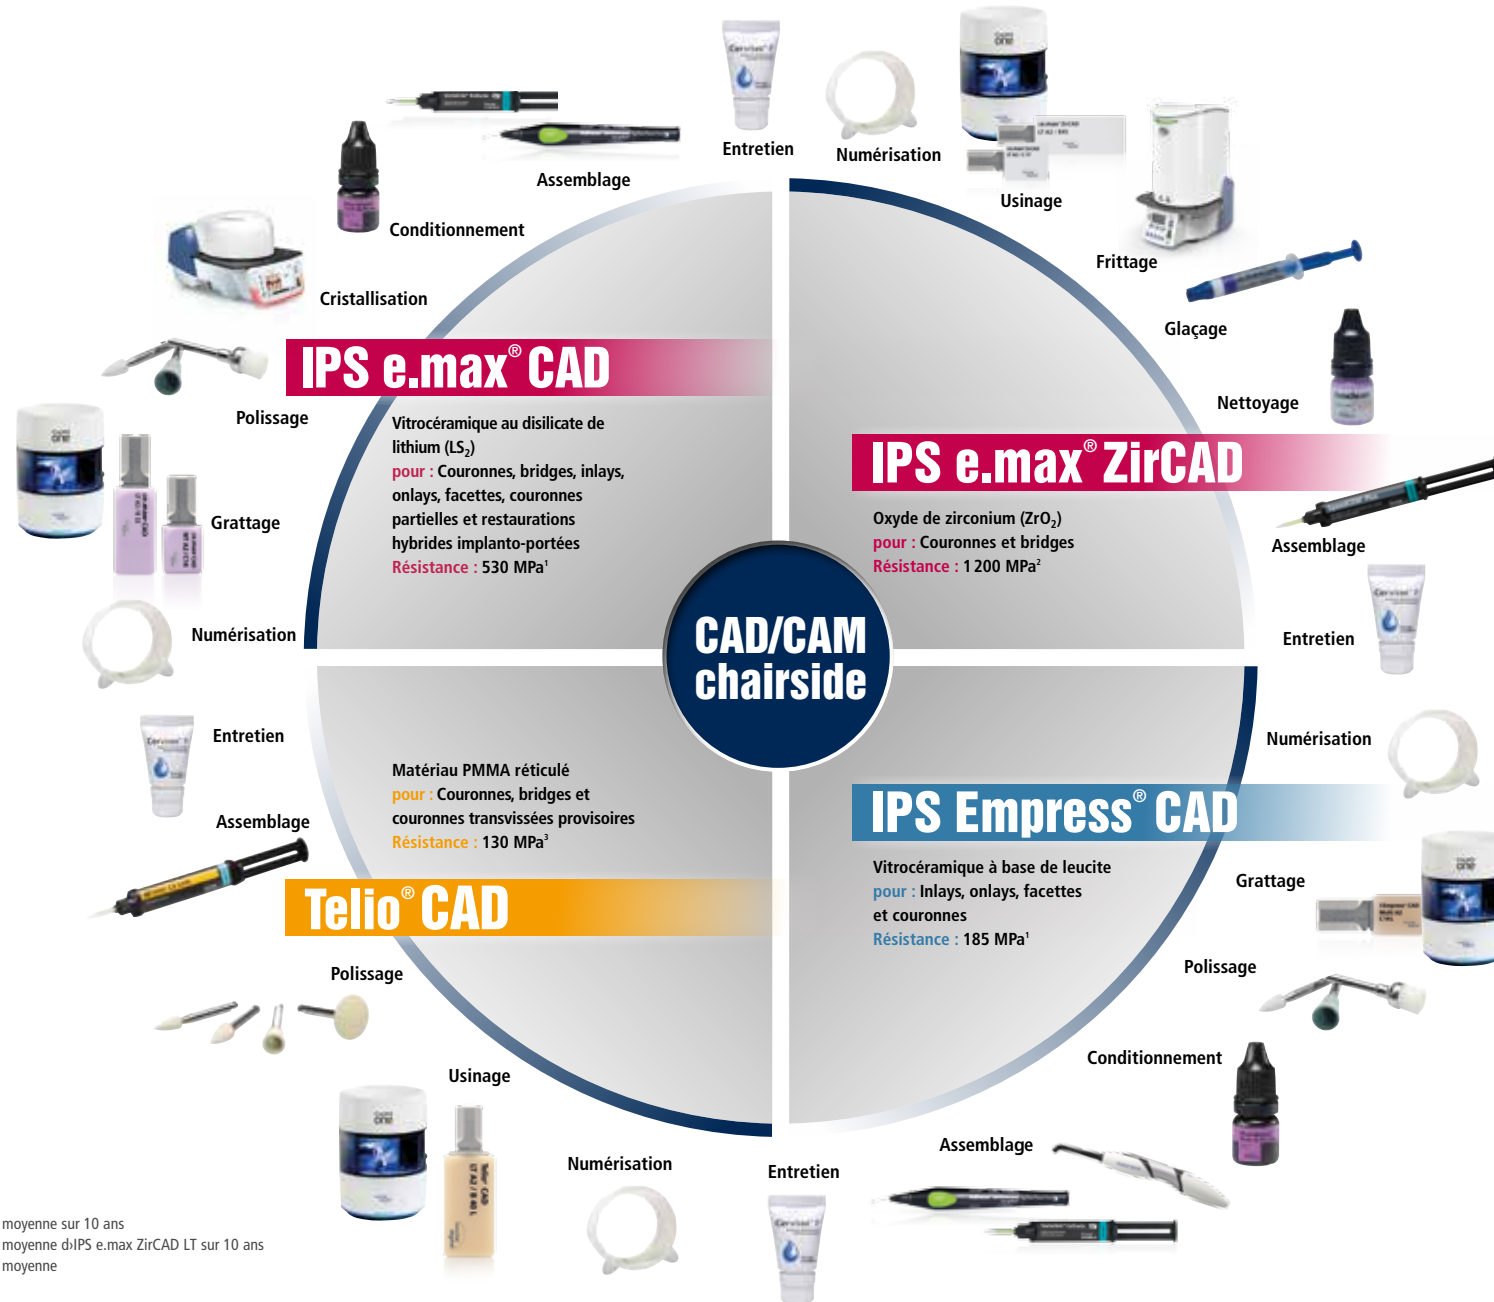 Entretien
Numérisation
Usinage
Frittage
Glaçage
Nettoyage
Assemblage
Entretien
IPS e.max® ZirCAD
Oxyde de zirconium (ZrO2)
pour : Couronnes et bridges
Résistance : 1 200 MPa²
Assemblage
Conditionnement
Cristallisation
Polissage
Grattage
Numérisation
IPS e.max® CAD
Vitrocéramique au disilicate de
lithium (LS2)
pour : Couronnes, bridges, inlays,
onlays, facettes, couronnes
partielles et restaurations
hybrides implanto-portées
Résistance : 530 MPa¹
CAD/CAM
chairside
Entretien
Assemblage
Matériau PMMA réticulé
pour : Couronnes, bridges et
couronnes transvissées provisoires
Résistance : 130 MPa³
Telio® CAD
Polissage
Usinage
Telio® CAD
LT A2 / B 40 L
Numérisation
Numérisation
IPS Empress® CAD
Vitrocéramique à base de leucite
pour : Inlays, onlays, facettes
et couronnes
Résistance : 185 MPa¹
Grattage
Polissage
Conditionnement
Assemblage
Entretien
moyenne sur 10 ans
moyenne d›IPS e.max ZirCAD LT sur 10 ans
moyenne